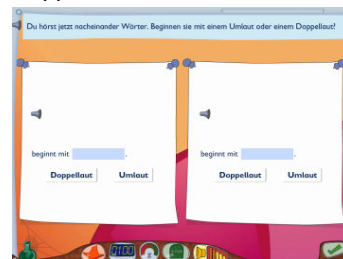 Du hörst jetzt nacheinander Wörter. Beginnen sie mit einem Umlaut oder einem Doppellaut?
beginnt mit .
beginnt mit .
Doppellaut Umlaut
Doppellaut Umlaut
0100